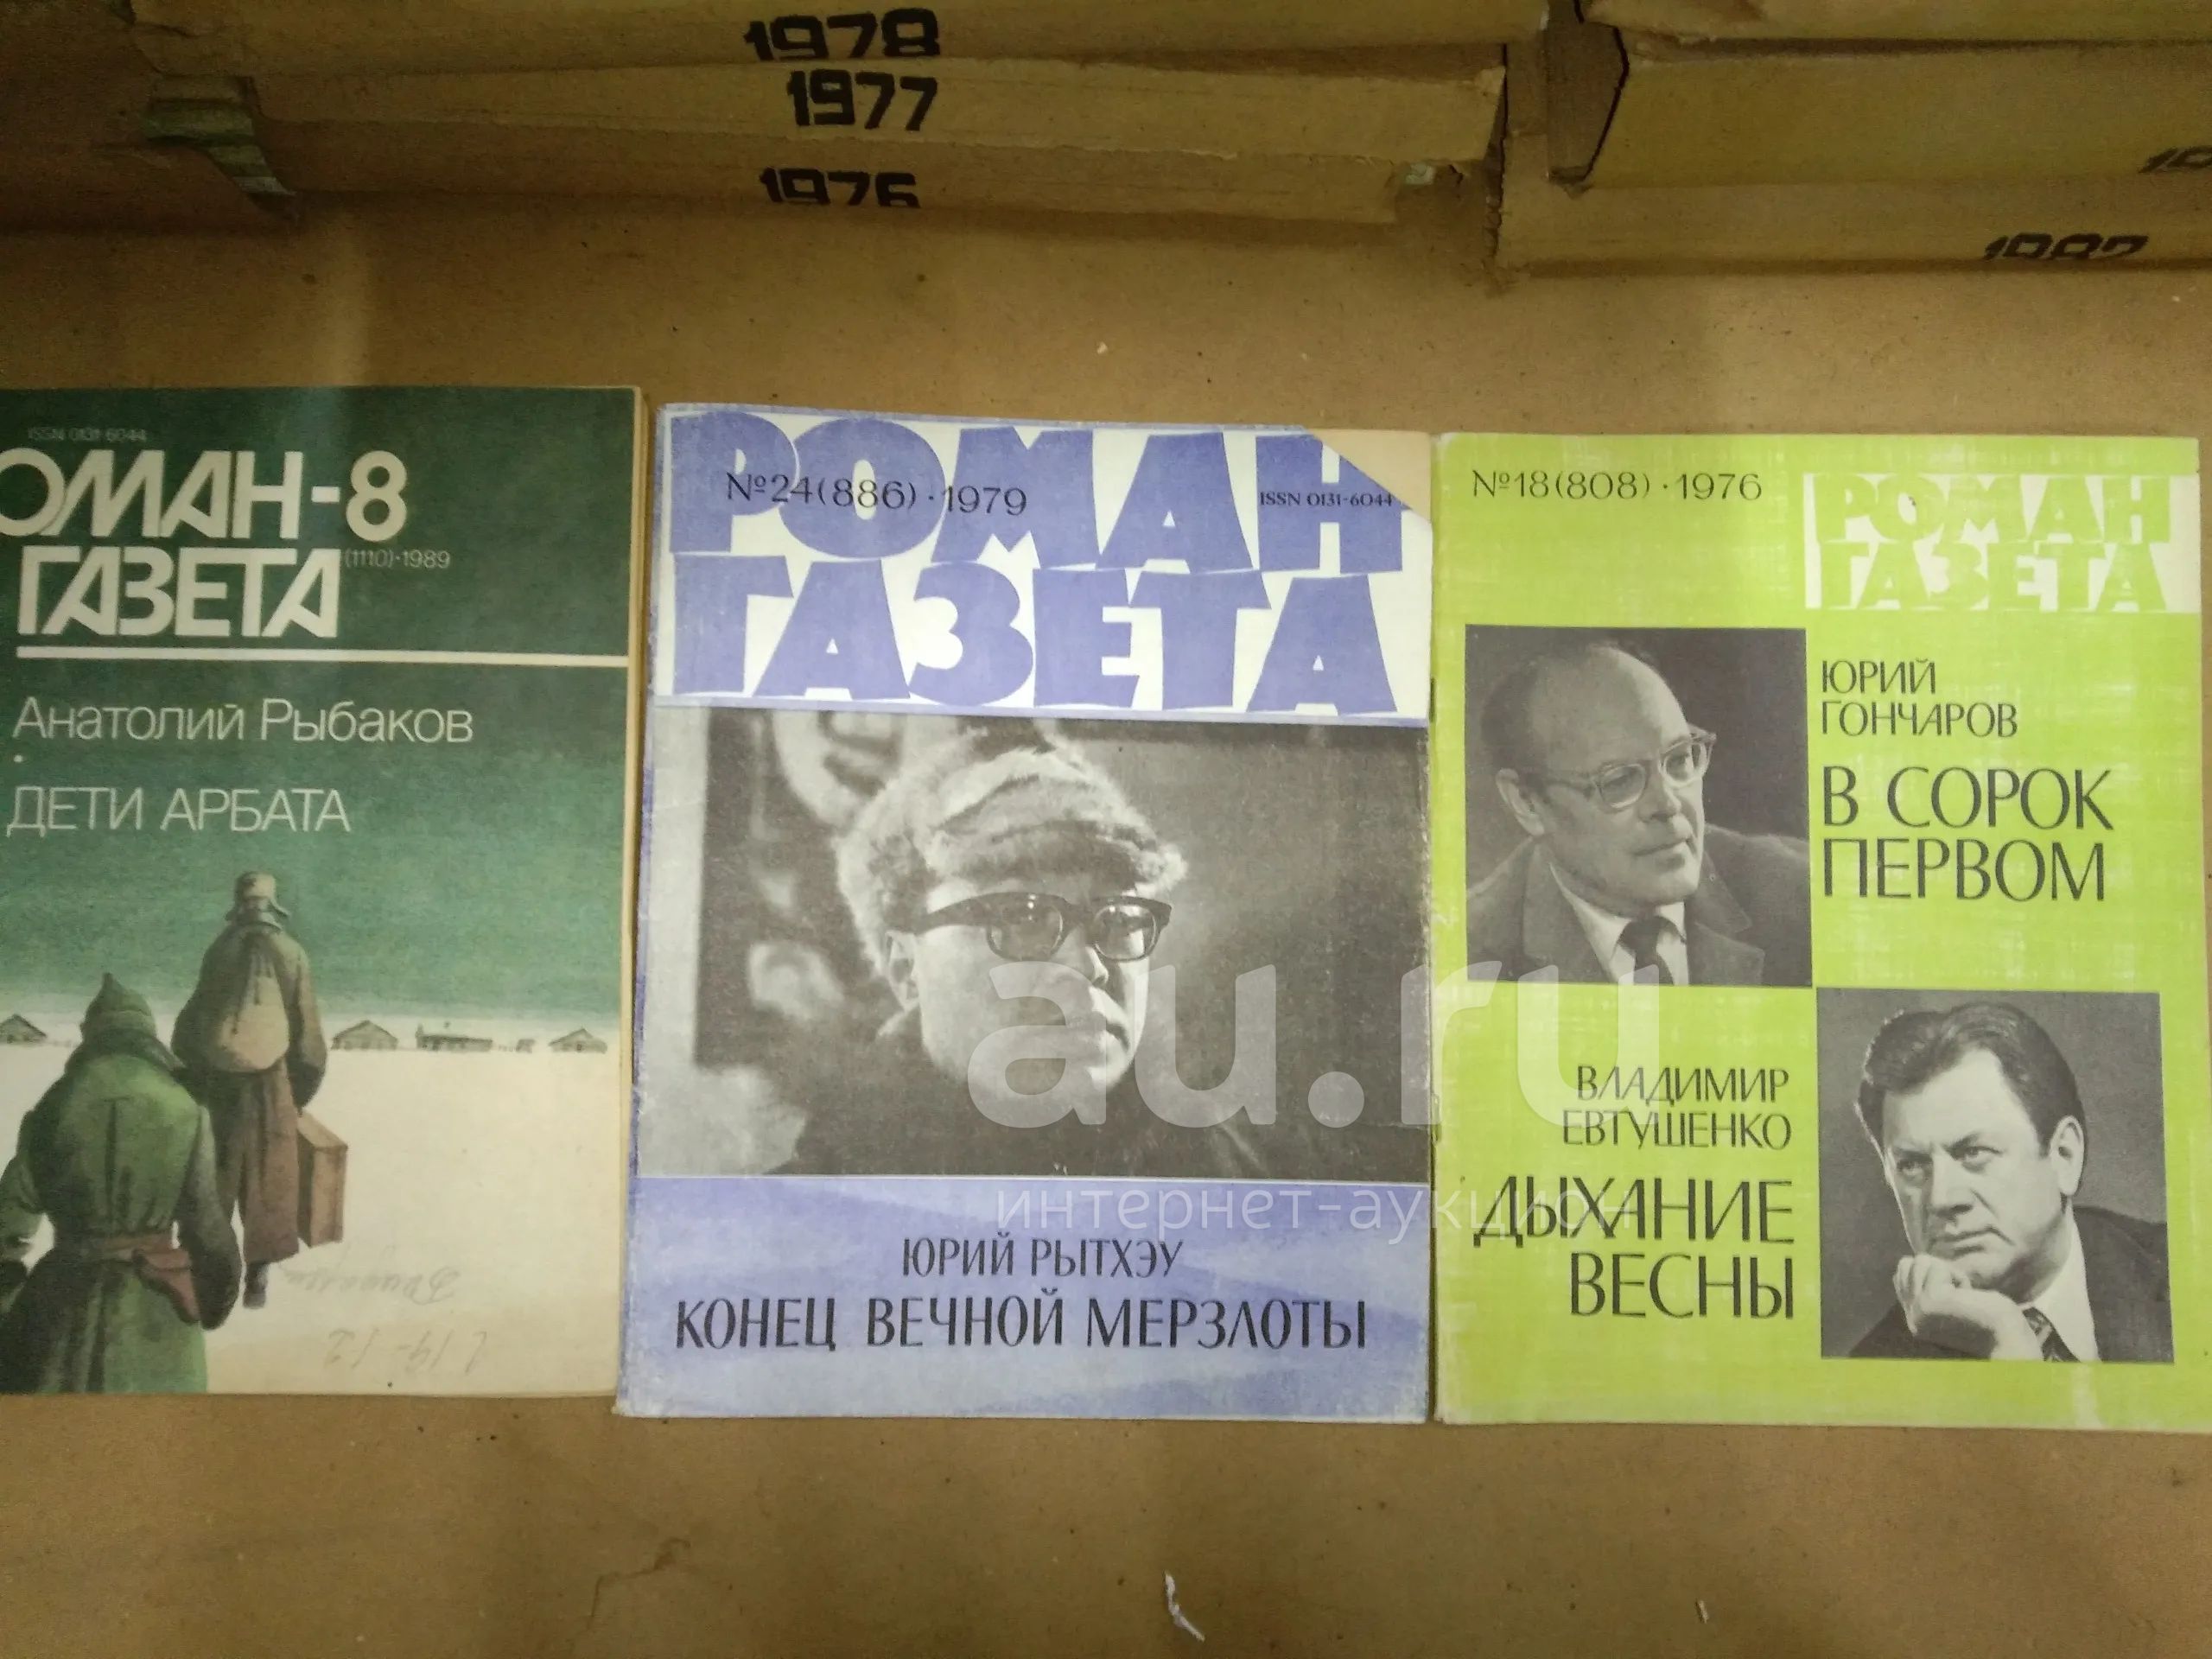 1978
1977
1976
ISSN 0131-6044
ОМАН-8
ГАЗЕТА
(1110)·1989
Анатолий Рыбаков
ДЕТИ АРБАТА
РОМАН
№24(886)·1979
ISSN 0131-6044
ГАЗЕТА
ЮРИЙ РЫТХЭУ
КОНЕЦ ВЕЧНОЙ МЕРЗЛОТЫ
№18(808)·1976
РОМАН
ГАЗЕТА
ЮРИЙ
ГОНЧАРОВ
В СОРОК
ПЕРВОМ
ВЛАДИМИР
ЕВТУШЕНКО
ДЫХАНИЕ
ВЕСНЫ
au.ru
интернет-аукцион